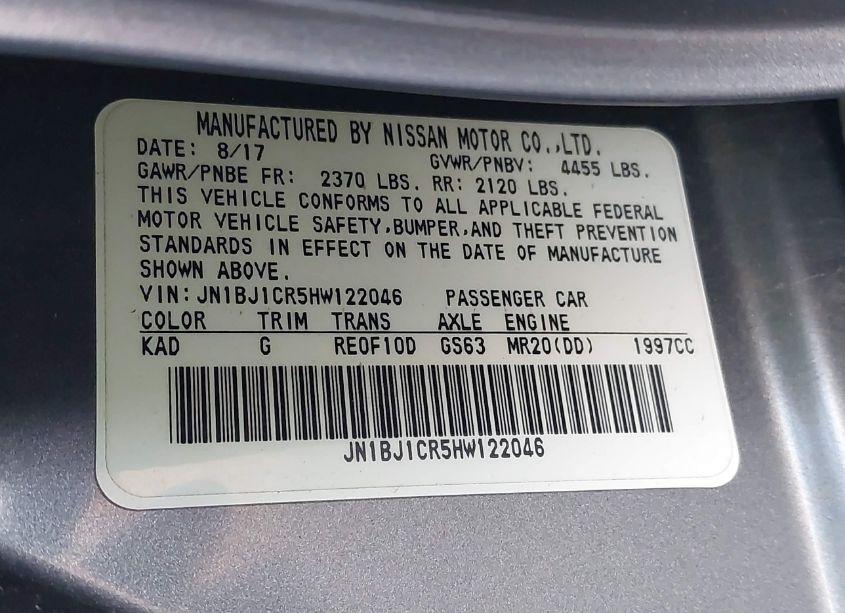 MANUFACTURED BY NISSAN MOTOR CO.,LTD.
DATE: 8/17 GVWR/PNBV: 4455 LBS.
GAWR/PNBE FR: 2370 LBS. RR: 2120 LBS.
THIS VEHICLE CONFORMS TO ALL APPLICABLE FEDERAL
MOTOR VEHICLE SAFETY,BUMPER,AND THEFT PREVENTION
STANDARDS IN EFFECT ON THE DATE OF MANUFACTURE
SHOWN ABOVE.
VIN: JN1BJ1CR5HW122046 PASSENGER CAR
COLOR TRIM TRANS AXLE ENGINE
KAD G RE0F10D GS63 MR20(DD) 1997CC
JN1BJ1CR5HW122046